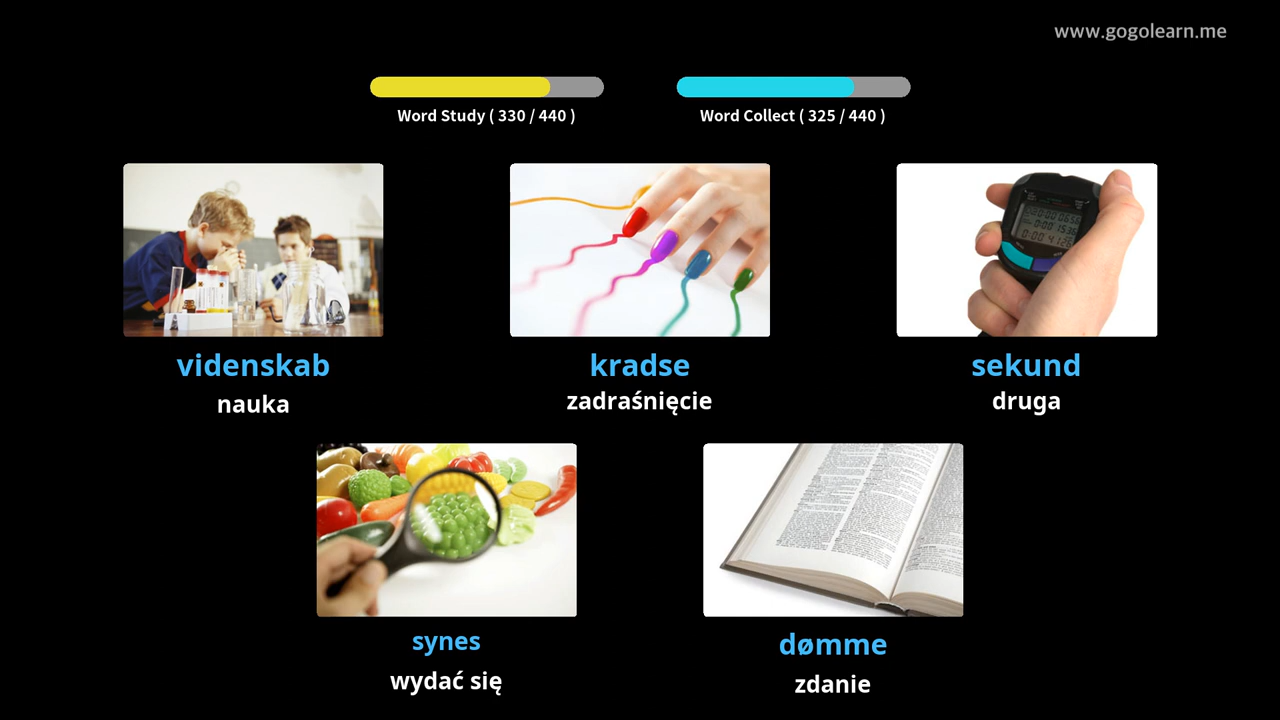 www.gogolearn.me
Word Study ( 330 / 440 )
Word Collect ( 325 / 440 )
videnskab
nauka
kradse
zadraśnięcie
sekund
druga
synes
wydać się
dømme
zdanie